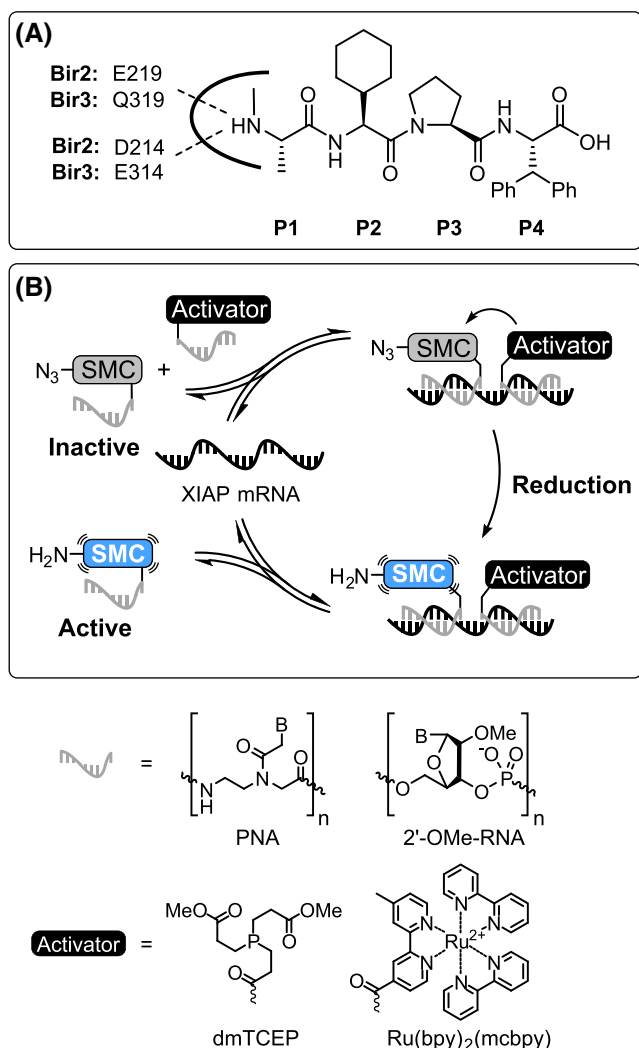 (A)
Bir2: E219
Bir3: Q319
Bir2: D214
Bir3: E314
HN
O
N
H
O
N
O
H
N
O
OH
Ph
Ph
P1 P2 P3 P4
(B)
Activator
N3 SMC +
Inactive
N3 SMC Activator
XIAP mRNA
Reduction
H2N SMC
Active
H2N SMC Activator
=
B
O
N
H
N
O
n
PNA
B
OMe
O
O
O
-O
P
O
n
2'-OMe-RNA
Activator =
MeO
O
O
OMe
P
O
dmTCEP
N
N
N
N
N
N
Ru2+
O
Ru(bpy)2(mcbpy)